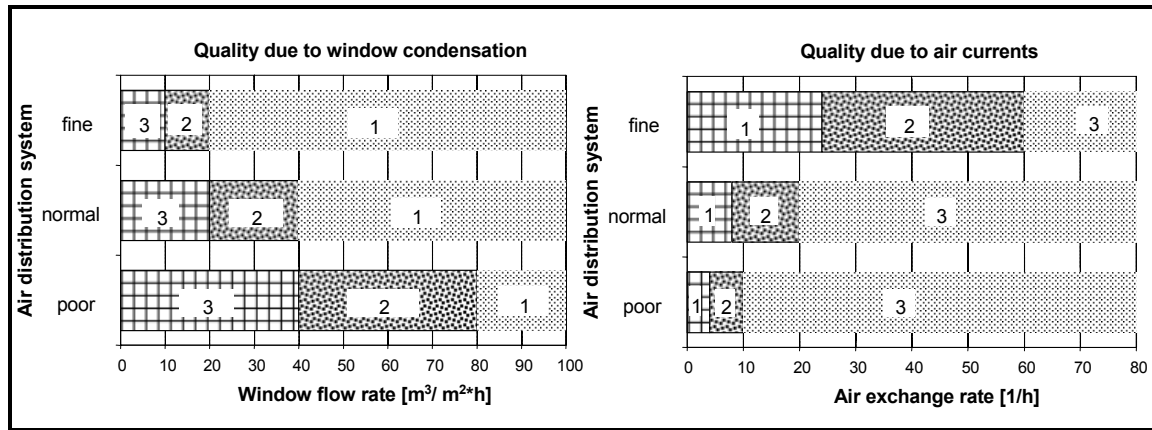 Quality due to window condensation
Air distribution system
fine
3 2 1
normal
3 2 1
poor
3 2 1
0 10 20 30 40 50 60 70 80 90 100
Window flow rate [m³/ m²*h]
Quality due to air currents
Air distribution system
fine
1 2 3
normal
1 2 3
poor
1 2 3
0 10 20 30 40 50 60 70 80
Air exchange rate [1/h]